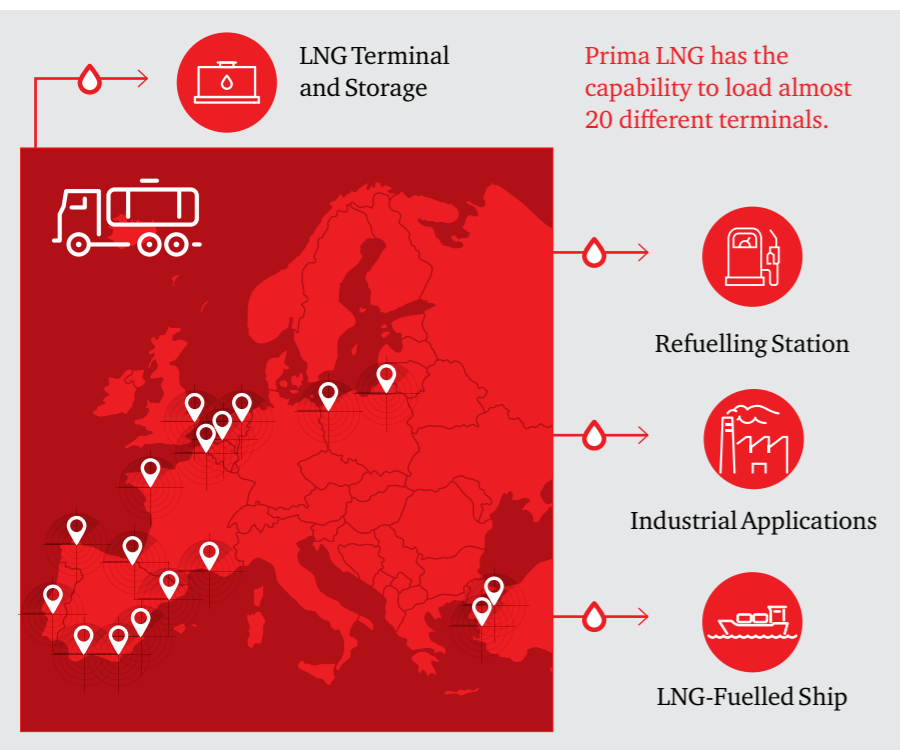 LNG Terminal
and Storage
Prima LNG has the
capability to load almost
20 different terminals.
Refuelling Station
Industrial Applications
LNG-Fuelled Ship